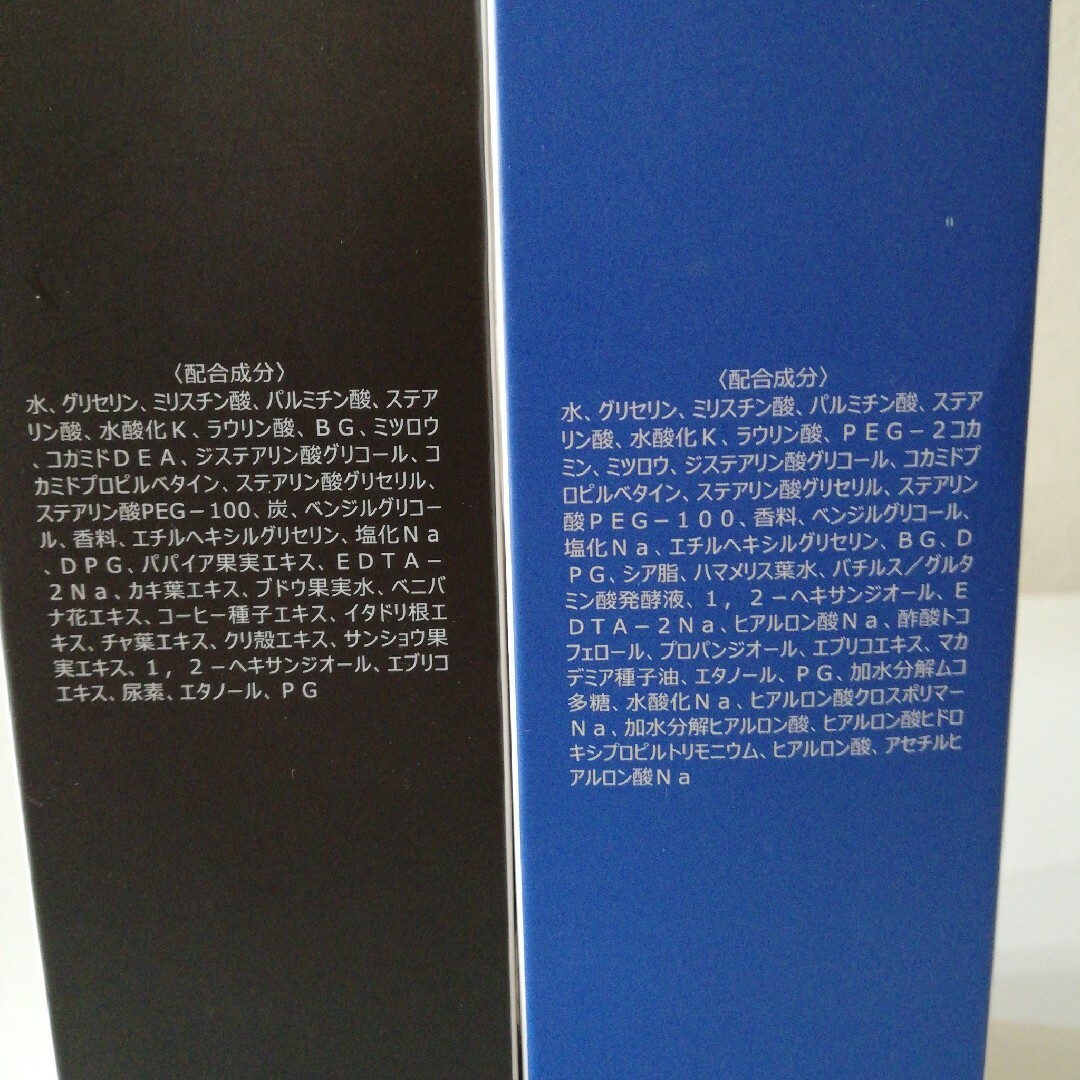 〈配合成分〉
水、グリセリン、ミリスチン酸、パルミチン酸、ステア
リン酸、水酸化K、ラウリン酸、BG、ミツロウ
、コカミドDEA、ジステアリン酸グリコール、コ
カミドプロピルベタイン、ステアリン酸グリセリル、
ステアリン酸PEG-100、炭、ベンジルグリコー
ル、香料、エチルヘキシルグリセリン、塩化Na
、DPG、パパイア果実エキス、EDTA-
2Na、カキ葉エキス、ブドウ果実水、ベニバ
ナ花エキス、コーヒー種子エキス、イタドリ根エ
キス、チャ葉エキス、クリ殻エキス、サンショウ果
実エキス、1,2-ヘキサンジオール、エブリコ
エキス、尿素、エタノール、PG
〈配合成分〉
水、グリセリン、ミリスチン酸、パルミチン酸、ステア
リン酸、水酸化K、ラウリン酸、PEG-2コカ
ミン、ミツロウ、ジステアリン酸グリコール、コカミドプ
ロピルベタイン、ステアリン酸グリセリル、ステアリン
酸PEG-100、香料、ベンジルグリコール、
塩化Na、エチルヘキシルグリセリン、BG、D
PG、シア脂、ハマメリス葉水、バチルス/グルタ
ミン酸発酵液、1,2-ヘキサンジオール、E
DTA-2Na、ヒアルロン酸Na、酢酸トコ
フェロール、プロパンジオール、エブリコエキス、マカ
デミア種子油、エタノール、PG、加水分解ムコ
多糖、水酸化Na、ヒアルロン酸クロスポリマー
Na、加水分解ヒアルロン酸、ヒアルロン酸ヒドロ
キシプロピルトリモニウム、ヒアルロン酸、アセチルヒ
アルロン酸Na